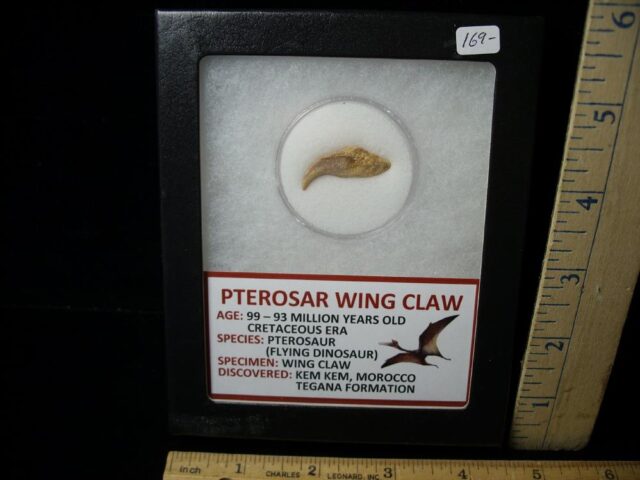 169-
PTEROSAR WING CLAW
AGE: 99 – 93 MILLION YEARS OLD
CRETACEOUS ERA
SPECIES: PTEROSAUR
(FLYING DINOSAUR)
SPECIMEN: WING CLAW
DISCOVERED: KEM KEM, MOROCCO
TEGANA FORMATION
6
5
4
3
2
1
inch 1 2 3 4 5 6
CHARLES LEONARD, INC